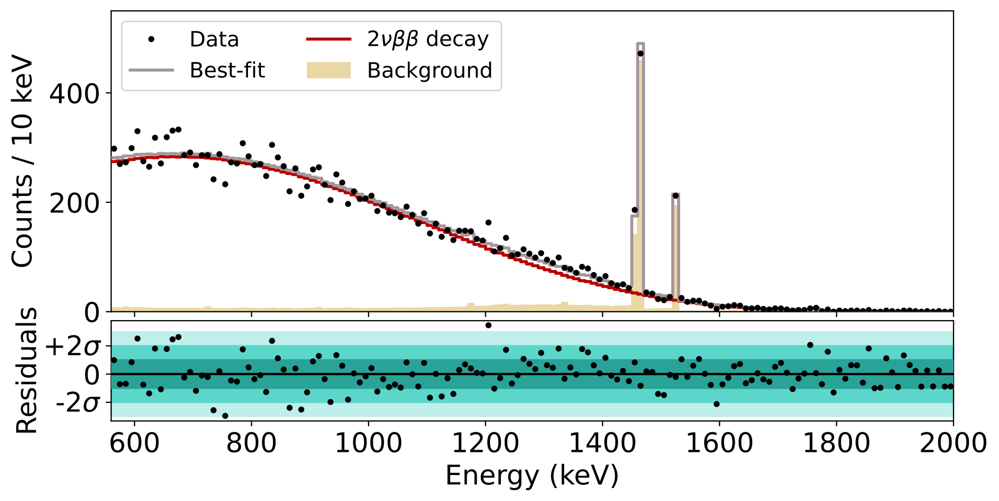 Data
2νββ decay
Best-fit
Background
Counts / 10 keV
400
200
0
Residuals
+2σ
0
-2σ
600 800 1000 1200 1400 1600 1800 2000
Energy (keV)